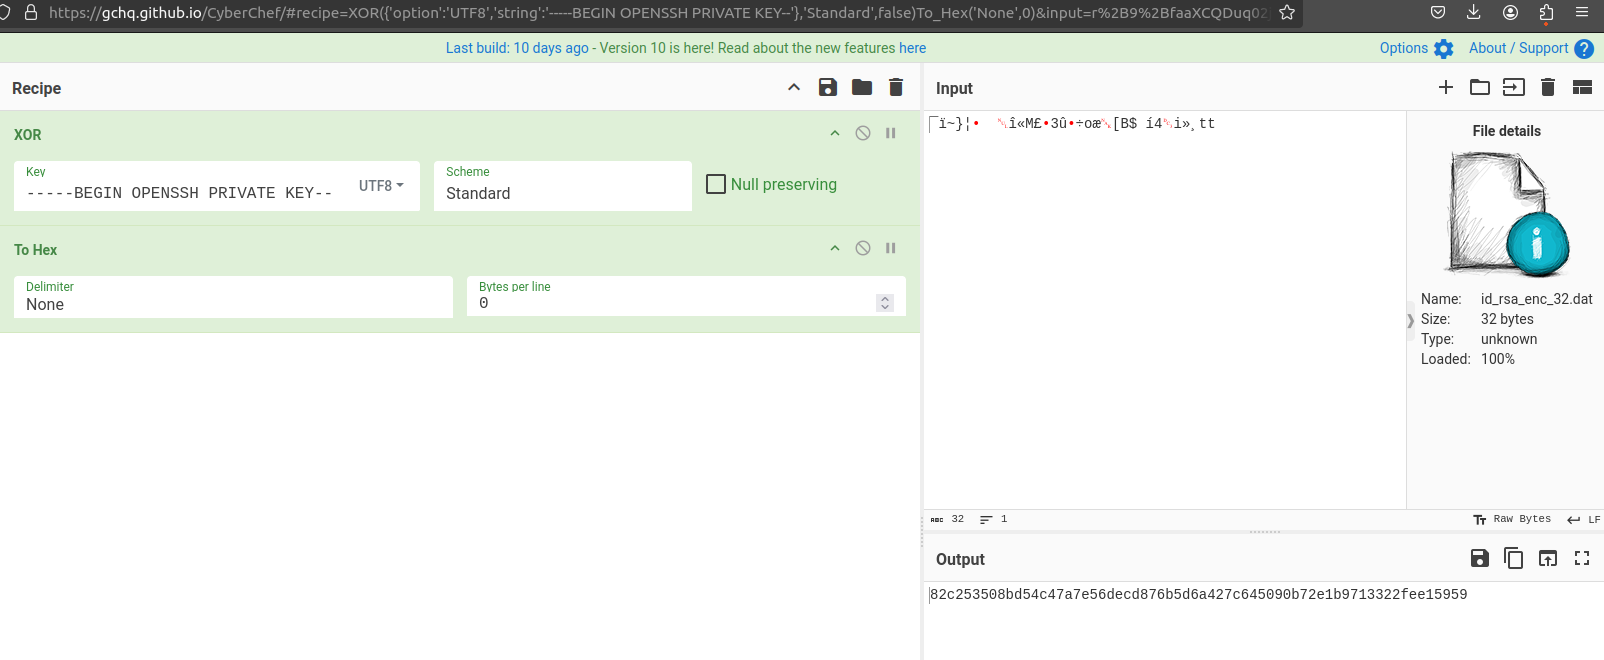 https://gchq.github.io/CyberChef/#recipe=XOR({'option':'UTF8','string':'-----BEGIN OPENSSH PRIVATE KEY--'},'Standard',false)To_Hex('None',0)&input=r%2B9%2BfaaXCQDuq02
Last build: 10 days ago - Version 10 is here! Read about the new features here
Options
About / Support
Recipe
XOR
Key
-----BEGIN OPENSSH PRIVATE KEY--
UTF8
Scheme
Standard
Null preserving
To Hex
Delimiter
None
Bytes per line
0
Input
ï~}¦• î«M£•3û•÷oæ [B$ í4 i»¸tt
File details
Name: id_rsa_enc_32.dat
Size: 32 bytes
Type: unknown
Loaded: 100%
ABC 32 1
Raw Bytes LF
Output
82c253508bd54c47a7e56decd876b5d6a427c645090b72e1b9713322fee15959